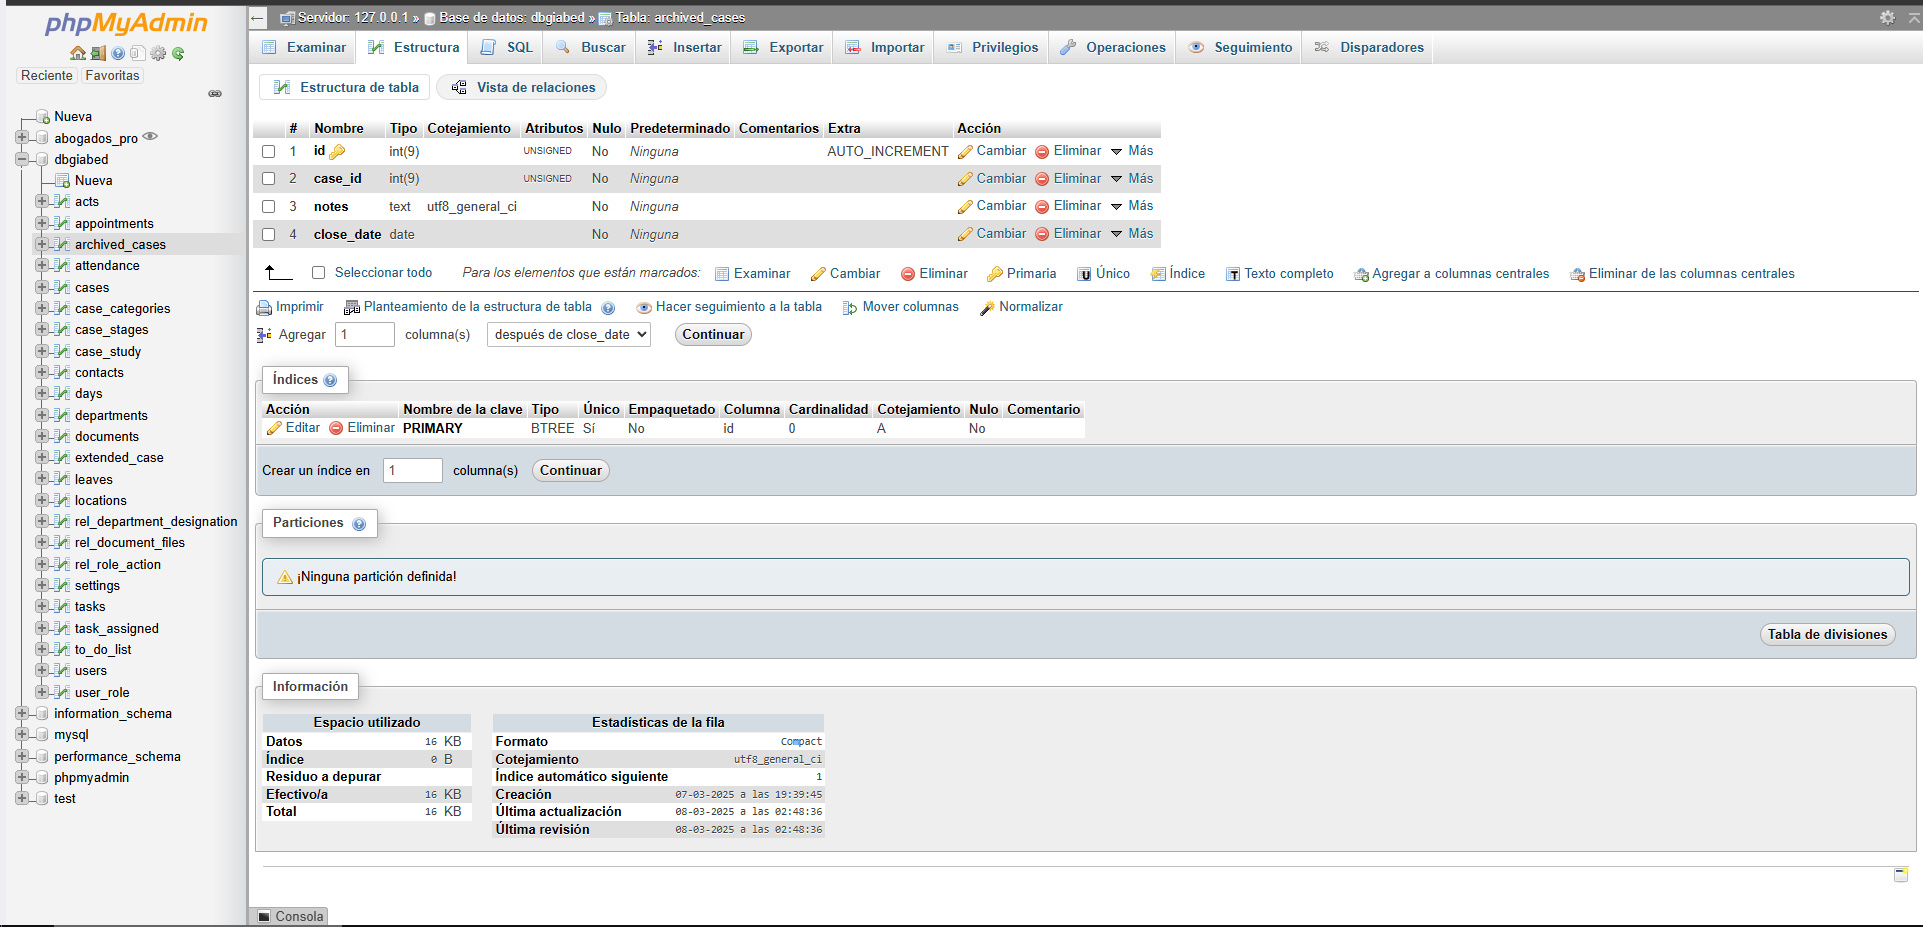 phpMyAdmin
Reciente Favoritas
Nueva
abogados_pro
dbgiabed
Nueva
acts
appointments
archived_cases
attendance
cases
case_categories
case_stages
case_study
contacts
days
departments
documents
extended_case
leaves
locations
rel_department_designation
rel_document_files
rel_role_action
settings
tasks
task_assigned
to_do_list
users
user_role
information_schema
mysql
performance_schema
phpmyadmin
test
Servidor: 127.0.0.1 » Base de datos: dbgiabed » Tabla: archived_cases
Examinar Estructura SQL Buscar Insertar Exportar Importar Privilegios Operaciones Seguimiento Disparadores
Estructura de tabla Vista de relaciones
# Nombre Tipo Cotejamiento Atributos Nulo Predeterminado Comentarios Extra Acción
1 id int(9) UNSIGNED No Ninguna AUTO_INCREMENT Cambiar Eliminar Más
2 case_id int(9) UNSIGNED No Ninguna Cambiar Eliminar Más
3 notes text utf8_general_ci No Ninguna Cambiar Eliminar Más
4 close_date date No Ninguna Cambiar Eliminar Más
Seleccionar todo Para los elementos que están marcados: Examinar Cambiar Eliminar Primaria Único Índice Texto completo Agregar a columnas centrales Eliminar de las columnas centrales
Imprimir Planteamiento de la estructura de tabla Hacer seguimiento a la tabla Mover columnas Normalizar
Agregar 1 columna(s) después de close_date Continuar
Índices
Acción Nombre de la clave Tipo Único Empaquetado Columna Cardinalidad Cotejamiento Nulo Comentario
Editar Eliminar PRIMARY BTREE Sí No id 0 A No
Crear un índice en 1 columna(s) Continuar
Particiones
¡Ninguna partición definida!
Tabla de divisiones
Información
Espacio utilizado
Datos 16 KB
Índice 0 B
Residuo a depurar
Efectivo/a 16 KB
Total 16 KB
Estadísticas de la fila
Formato Compact
Cotejamiento utf8_general_ci
Índice automático siguiente 1
Creación 07-03-2025 a las 19:39:45
Última actualización 08-03-2025 a las 02:48:36
Última revisión 08-03-2025 a las 02:48:36
Consola